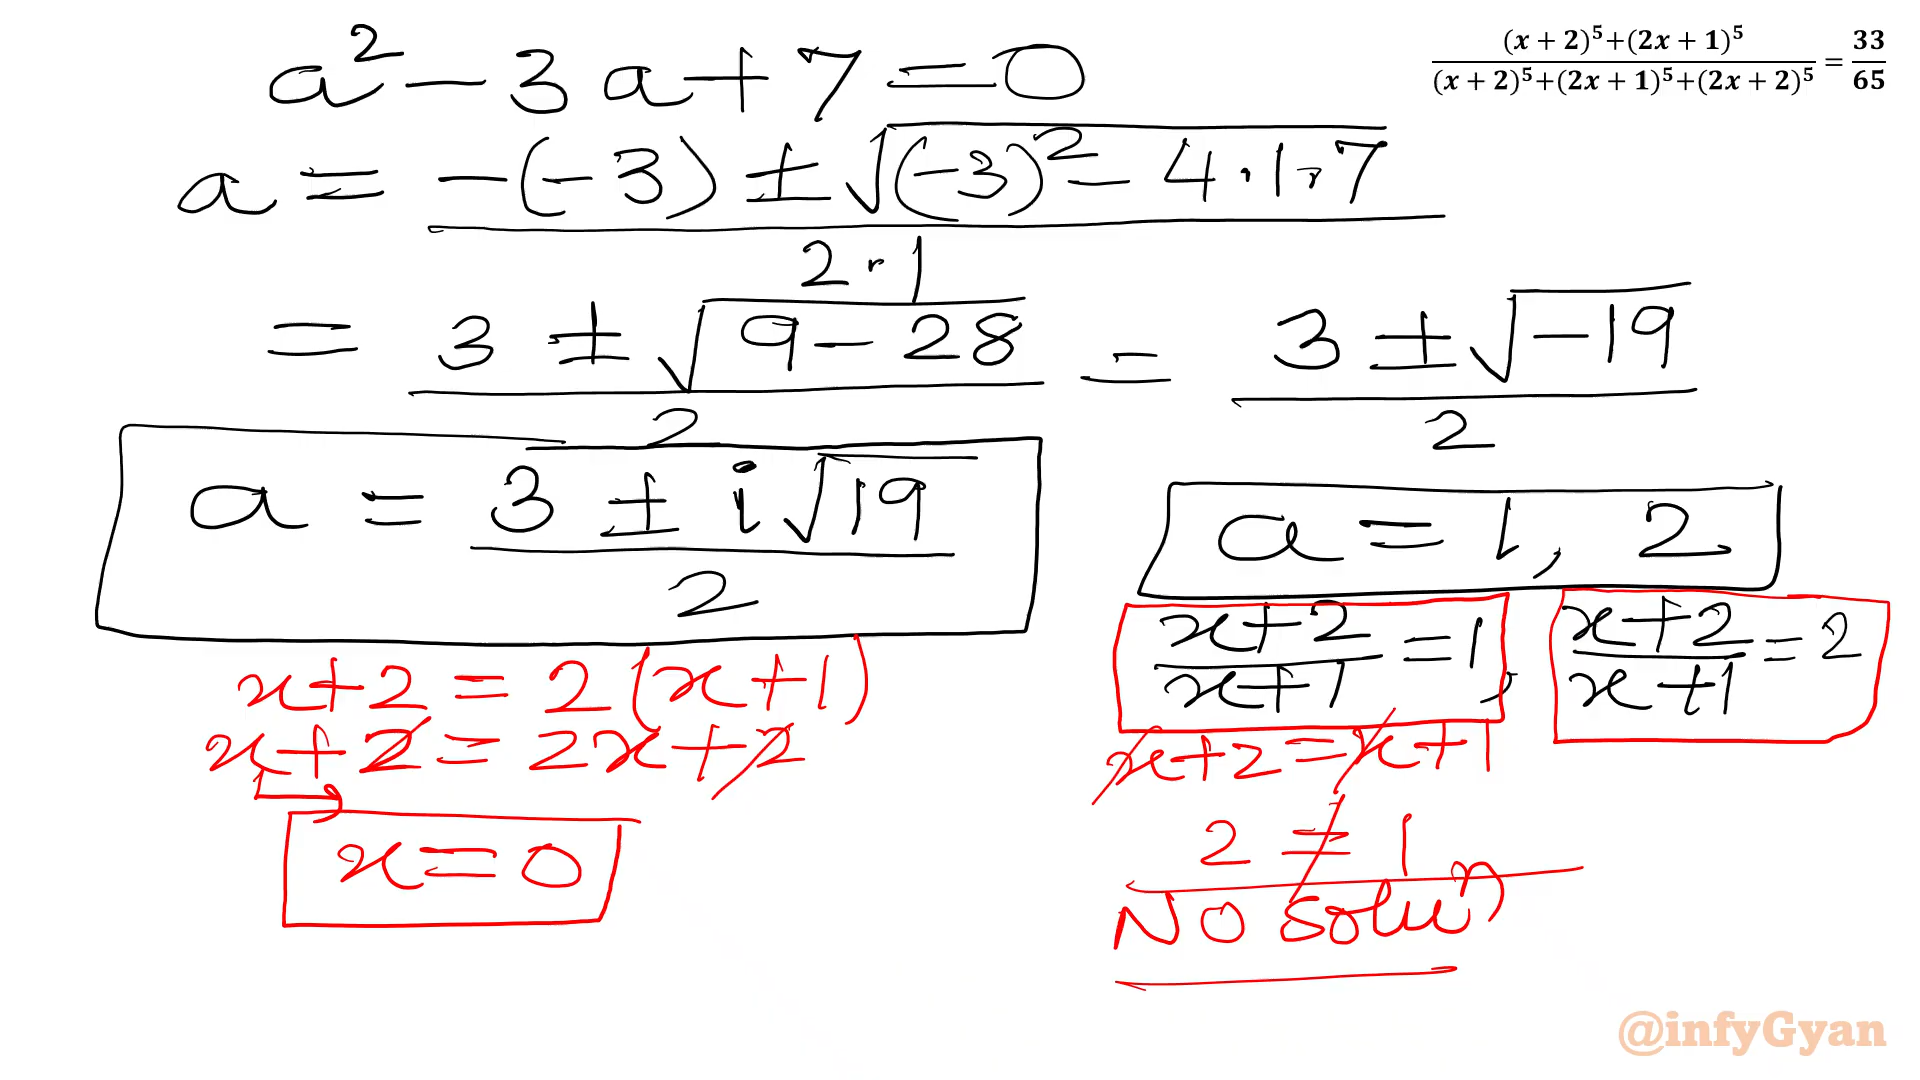 a² - 3a + 7 = 0
(x + 2)⁵+(2x + 1)⁵ / (x + 2)⁵+(2x + 1)⁵+(2x + 2)⁵ = 33/65
a = -(-3) ± √(-3)² - 4·1·7 / 2·1
= 3 ± √9 - 28 / 2 = 3 ± √-19 / 2
a = 3 ± i√19 / 2
a = 1, 2
x+2 / x+1 = 1, x+2 / x+1 = 2
x+2 = 2(x+1)
x+2 = 2x+2
x = 0
x+2 = x+1
2 ≠ 1
No soluⁿ
@infyGyan